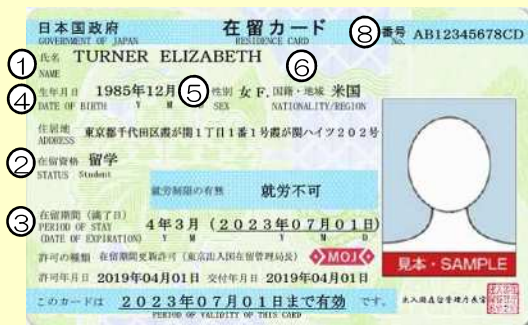 日本国政府 在留カード ⑧ 番号 AB12345678CD
GOVERNMENT OF JAPAN RESIDENCE CARD No.
① 氏名 TURNER ELIZABETH
NAME
⑥
④ 生年月日 1985年12月 ⑤ 性別 女 F. 国籍・地域 米国
DATE OF BIRTH Y M SEX NATIONALITY/REGION
住居地 東京都千代田区霞が関1丁目1番1号霞が関ハイツ202号
ADDRESS
② 在留資格 留学
STATUS Student
就労制限の有無 就労不可
③ 在留期間(満了日) 4年3月(2023年07月01日)
PERIOD OF STAY
(DATE OF EXPIRATION) Y M Y M D
許可の種類 在留期間更新許可(東京出入国在留管理局長) MOJ
見本・SAMPLE
許可年月日 2019年04月01日 交付年月日 2019年04月01日
このカードは 2023年07月01日まで有効 です。
PERIOD OF VALIDITY OF THIS CARD
出入国在留管理庁長官